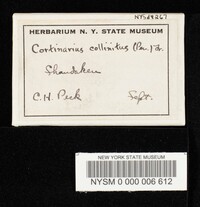 NYSf4267
HERBARIUM N. Y. STATE MUSEUM
Cortinarius collinitus (Pers.) Fr.
Shandaken
C. H. Peck Sept.
NEW YORK STATE MUSEUM
NYSM 0 000 006 612